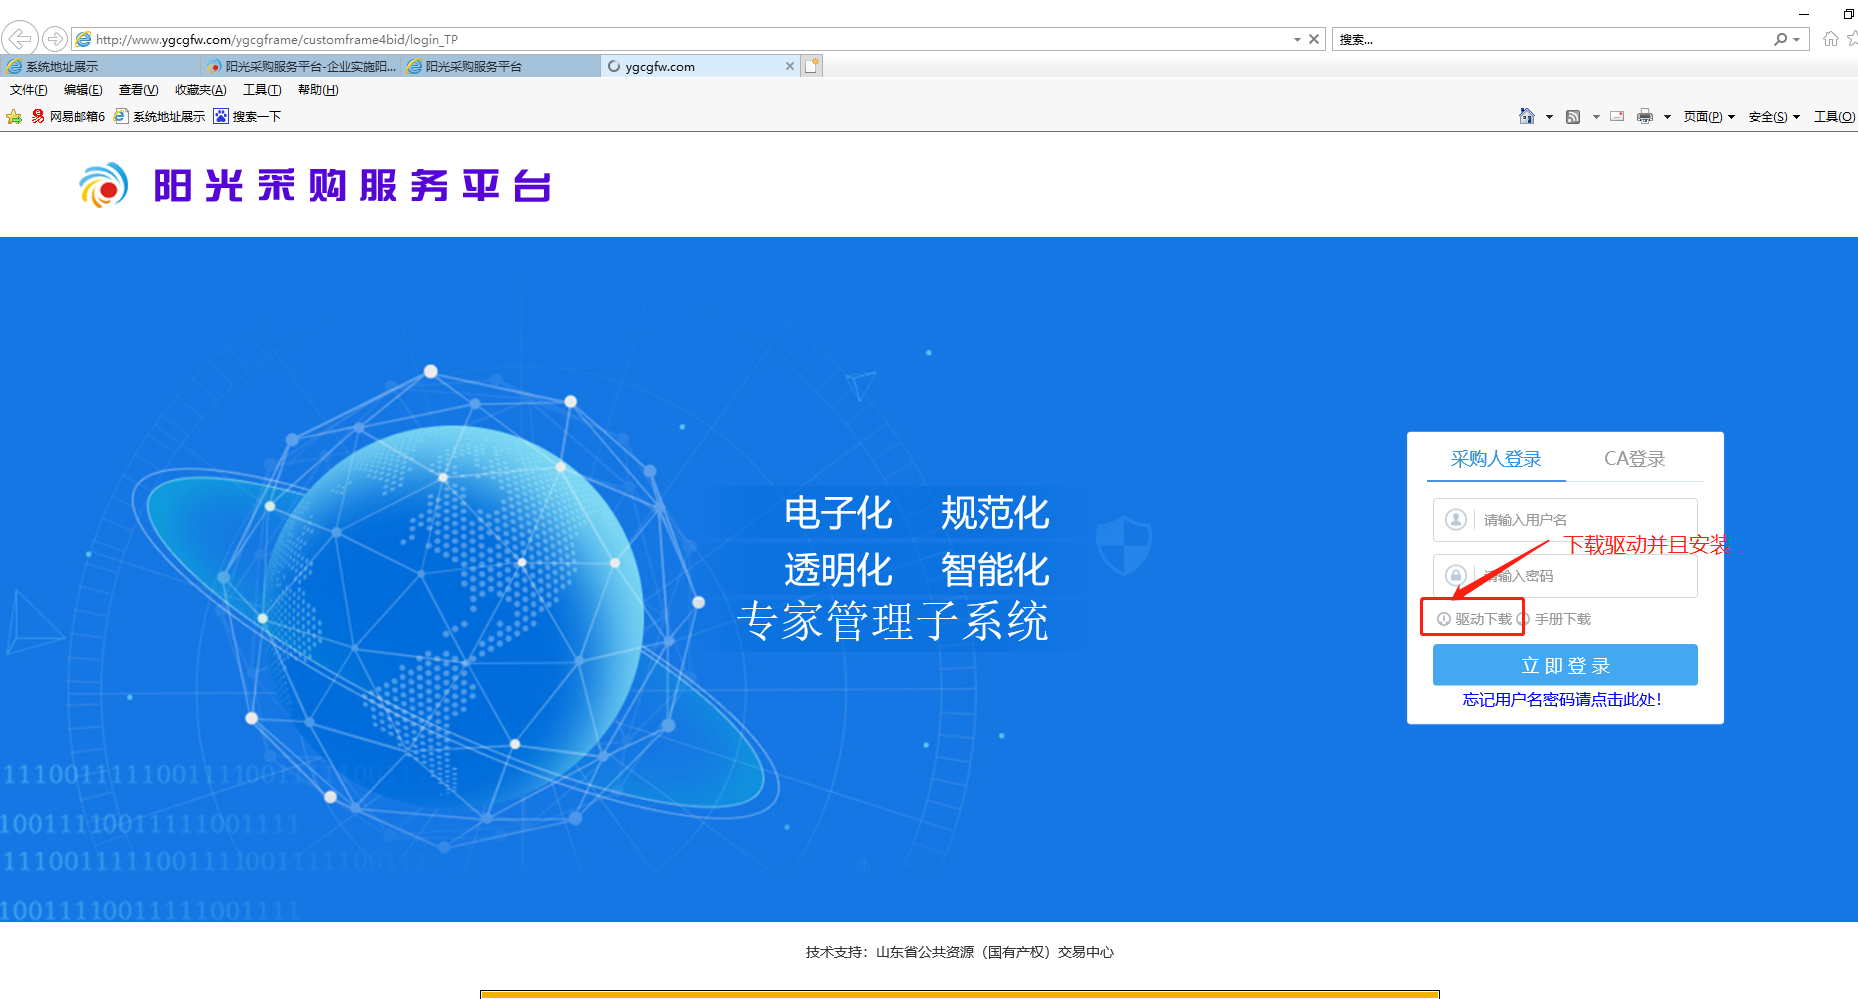 http://www.ygcgfw.com/ygcgframe/customframe4bid/login_TP
搜索...
系统地址展示
阳光采购服务平台-企业实施阳...
阳光采购服务平台
ygcgfw.com
文件(F) 编辑(E) 查看(V) 收藏夹(A) 工具(T) 帮助(H)
网易邮箱6 系统地址展示 搜索一下
页面(P) 安全(S) 工具(O)
阳光采购服务平台
采购人登录 CA登录
电子化 规范化
请输入用户名
下载驱动并且安装
透明化 智能化
请输入密码
专家管理子系统
驱动下载 手册下载
立即登录
忘记用户名密码请点击此处!
技术支持：山东省公共资源（国有产权）交易中心